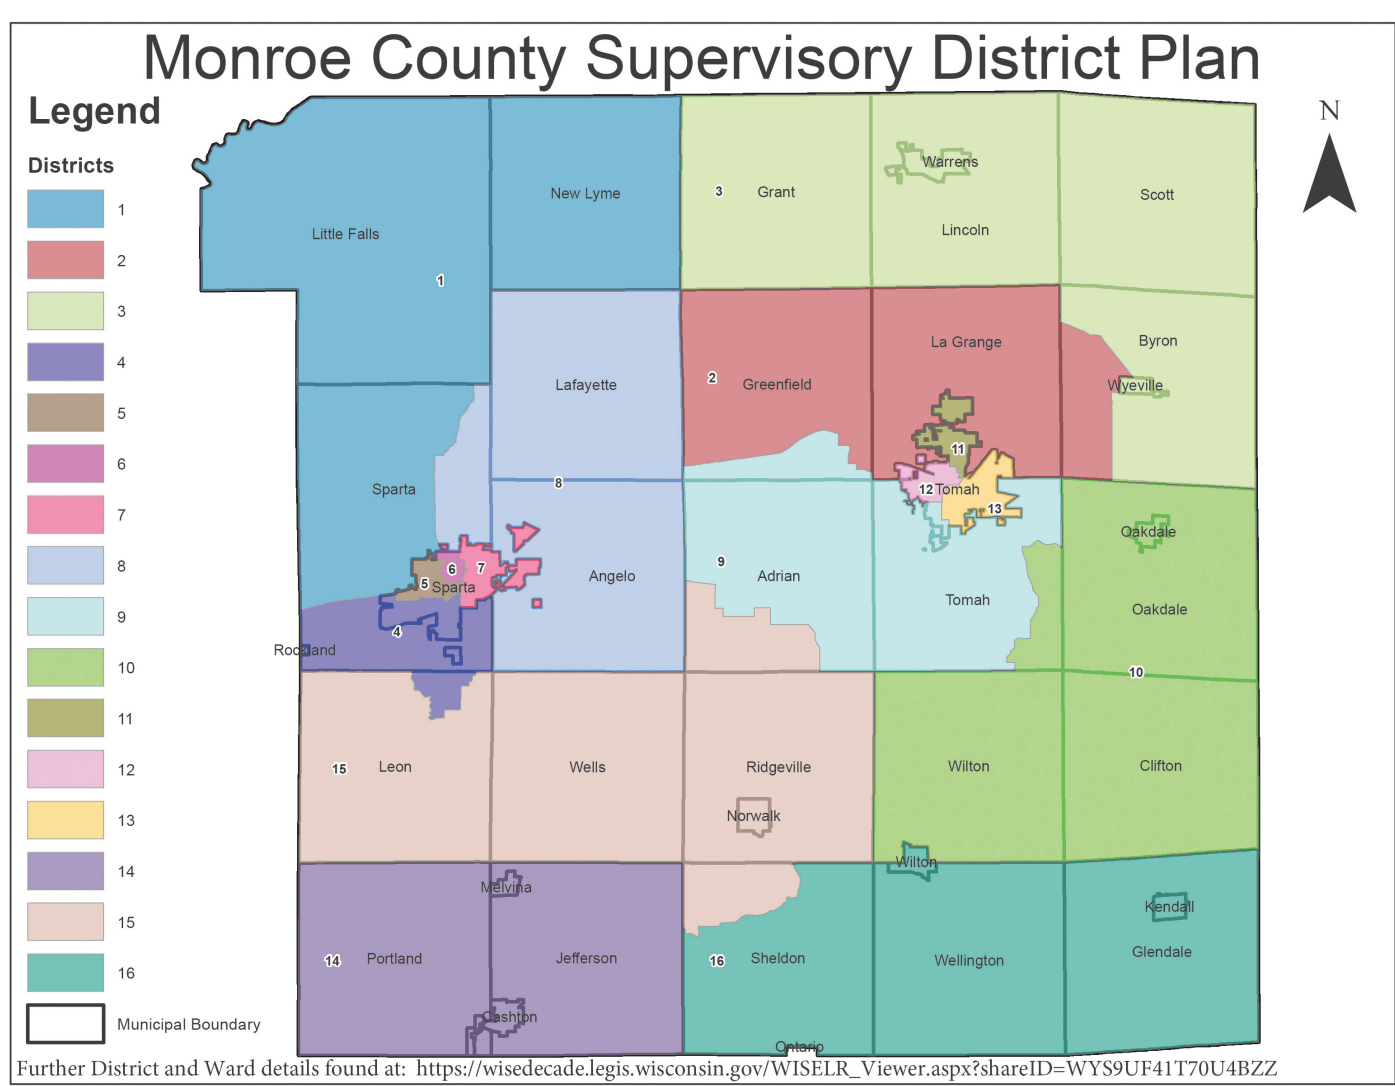 Monroe County Supervisory District Plan
Legend
Districts
1
2
3
4
5
6
7
8
9
10
11
12
13
14
15
16
Municipal Boundary
N
Warrens
New Lyme
3
Grant
Scott
Lincoln
Little Falls
1
La Grange
Byron
2
Greenfield
Lafayette
Wyeville
11
8
Sparta
12
Tomah
13
Oakdale
9
Adrian
Angelo
6
7
5
Sparta
Tomah
Oakdale
4
Rockland
10
15
Leon
Wells
Ridgeville
Wilton
Clifton
Norwalk
Wilton
Melvina
Kendall
Glendale
14
Portland
Jefferson
16
Sheldon
Wellington
Cashton
Ontario
Further District and Ward details found at: https://wisedecade.legis.wisconsin.gov/WISELR_Viewer.aspx?shareID=WYS9UF41T70U4BZZ